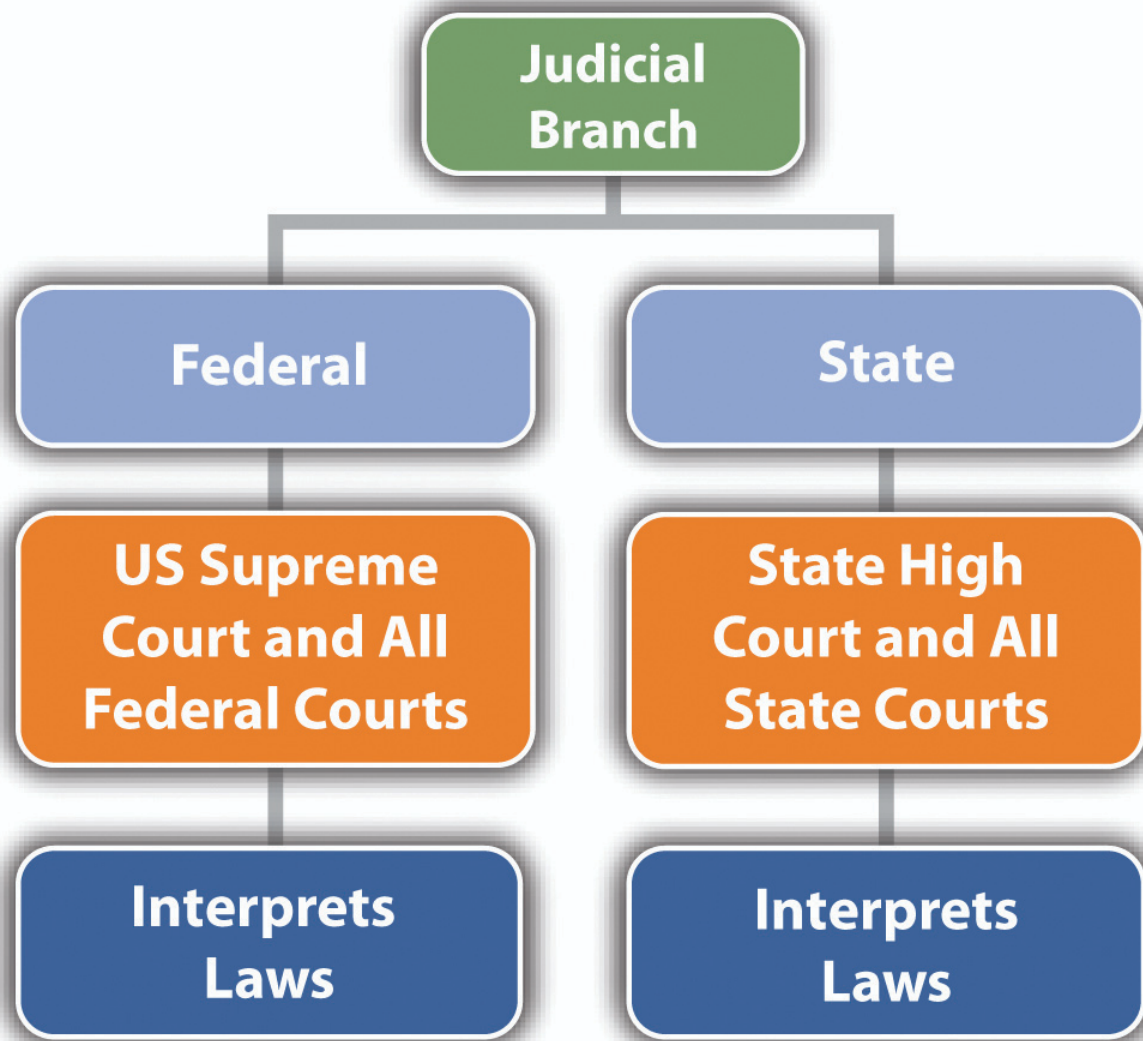 Judicial
Branch
Federal
State
US Supreme
Court and All
Federal Courts
State High
Court and All
State Courts
Interprets
Laws
Interprets
Laws